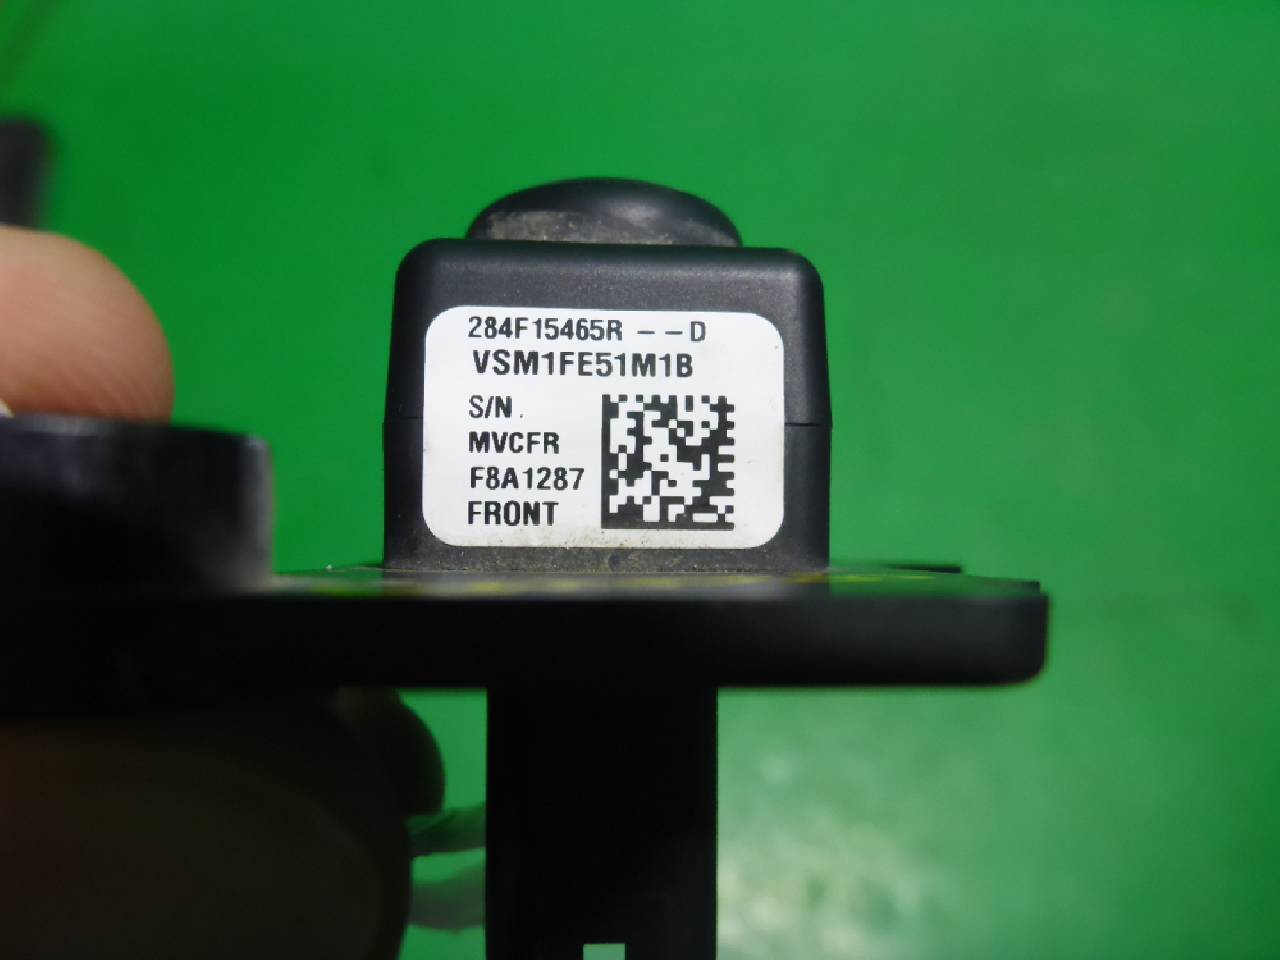 284F15465R --D
VSM1FE51M1B
S/N.
MVCFR
F8A1287
FRONT